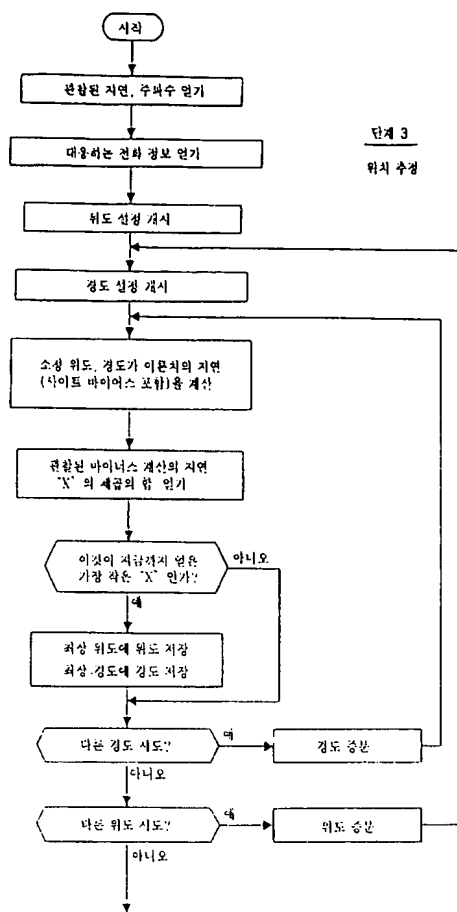 시작
관찰된 지연, 주파수 얻기
대응하는 전화 정보 얻기
단계 3
위치 추정
위도 설정 개시
경도 설정 개시
소정 위도, 경도가 이론치의 지연
(사이트 바이어스 포함)을 계산
관찰된 마이너스 계산의 지연
"X" 의 제곱의 합 얻기
이것이 지금까지 얻은
가장 작은 "X" 인가?
아니오
예
최상 위도에 위도 저장
최상 경도에 경도 저장
다른 경도 시도?
예
경도 증분
아니오
다른 위도 시도?
예
위도 증분
아니오